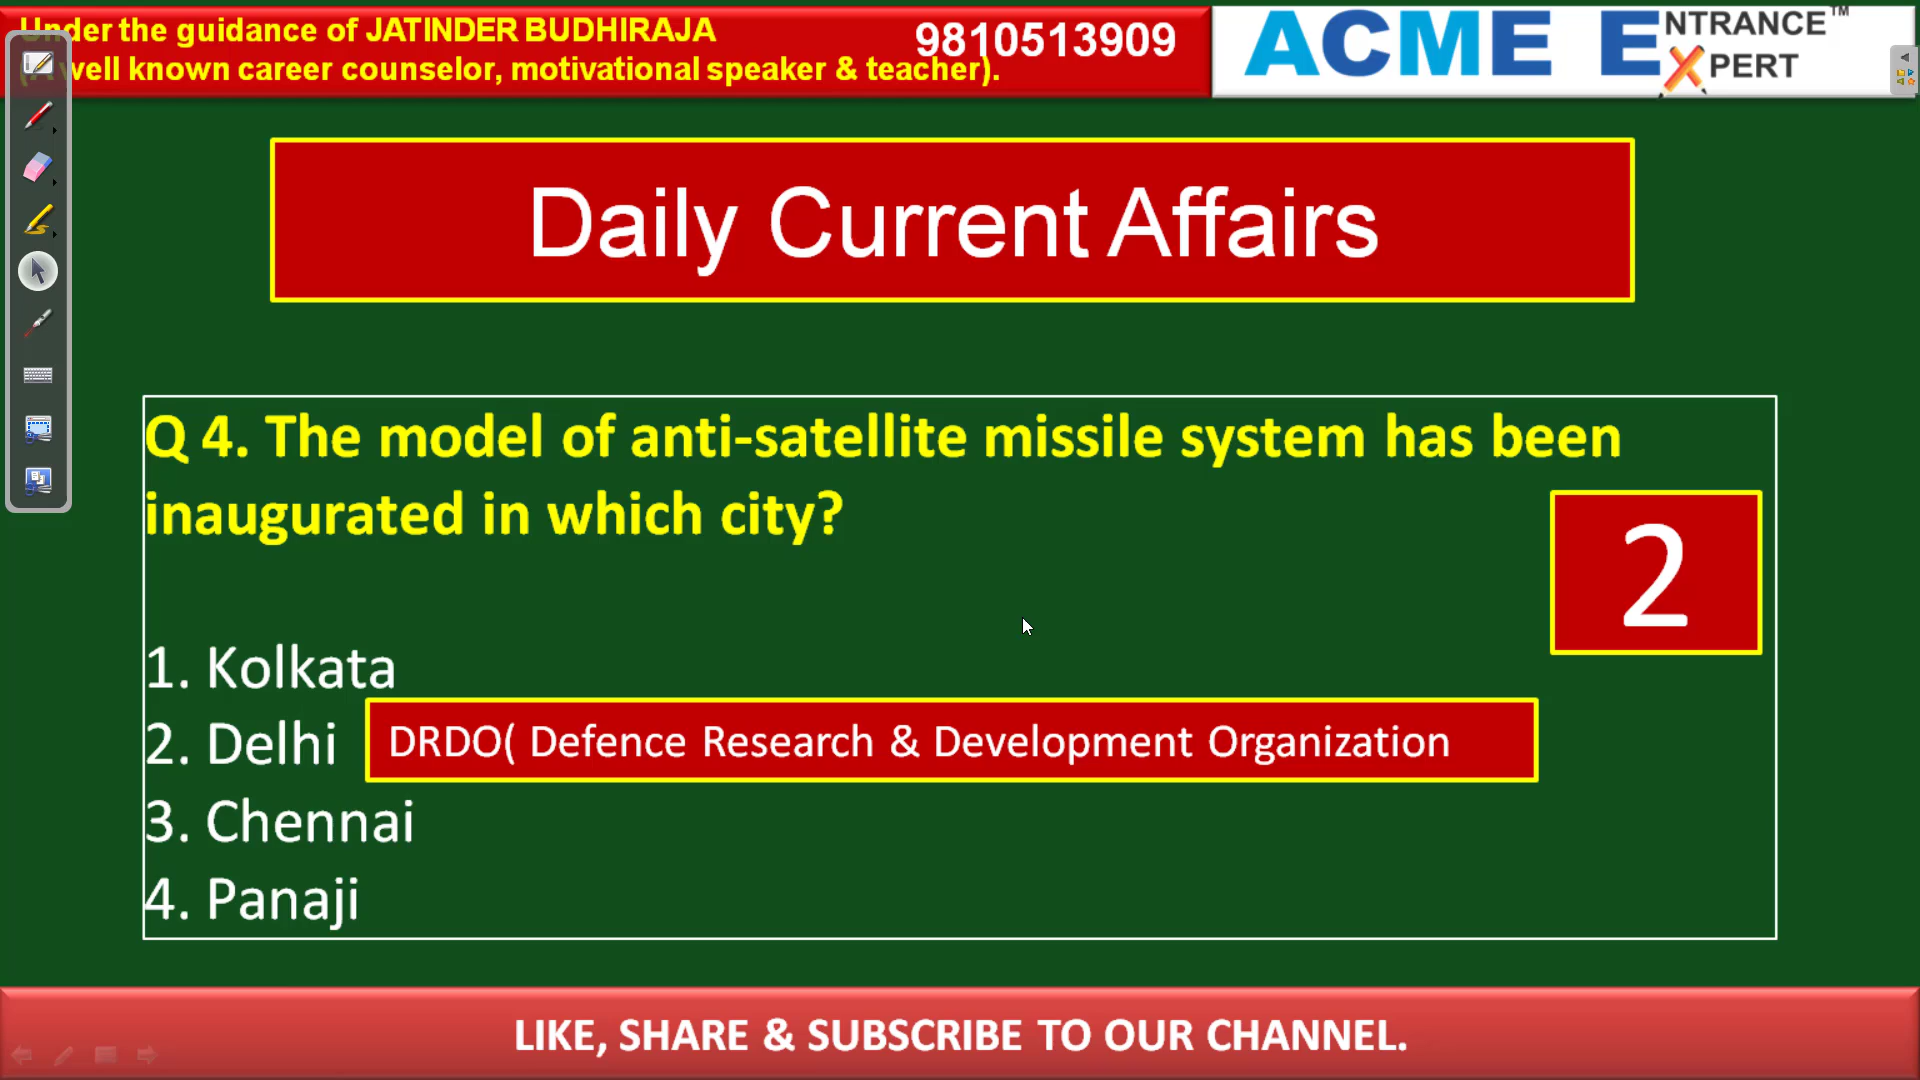 Under the guidance of JATINDER BUDHIRAJA
(A well known career counselor, motivational speaker & teacher).
9810513909
ACME ENTRANCE EXPERT™
Daily Current Affairs
Q 4. The model of anti-satellite missile system has been
inaugurated in which city?
2
1. Kolkata
2. Delhi
DRDO( Defence Research & Development Organization
3. Chennai
4. Panaji
LIKE, SHARE & SUBSCRIBE TO OUR CHANNEL.